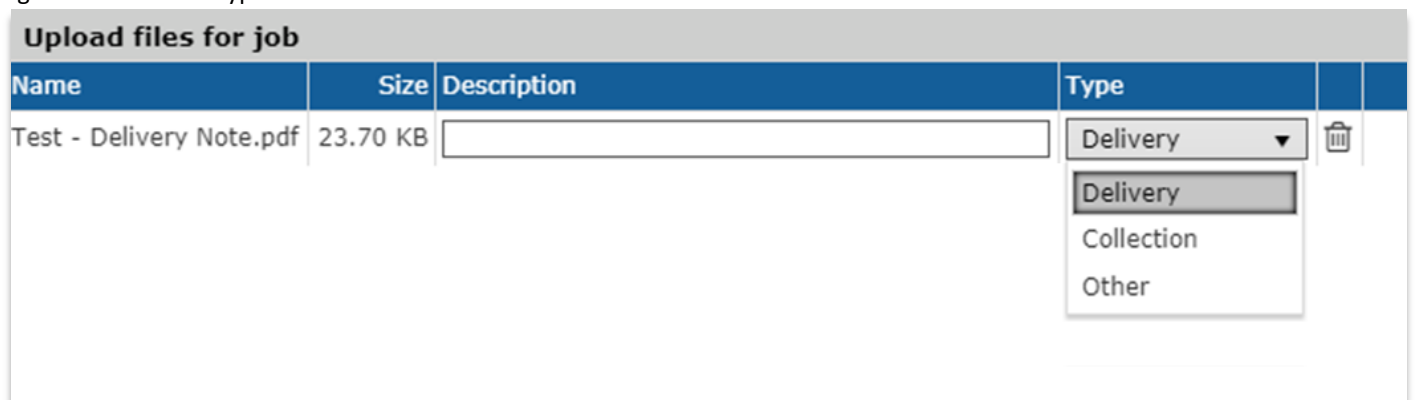 Upload files for job
Name Size Description Type
Test - Delivery Note.pdf 23.70 KB Delivery
Delivery
Collection
Other